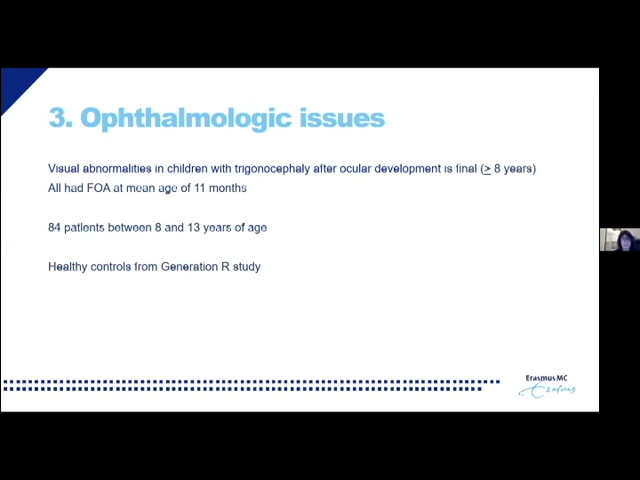 3. Ophthalmologic issues
Visual abnormalities in children with trigonocephaly after ocular development is final (≥ 8 years)
All had FOA at mean age of 11 months
84 patients between 8 and 13 years of age
Healthy controls from Generation R study
Erasmus MC
Erasmus